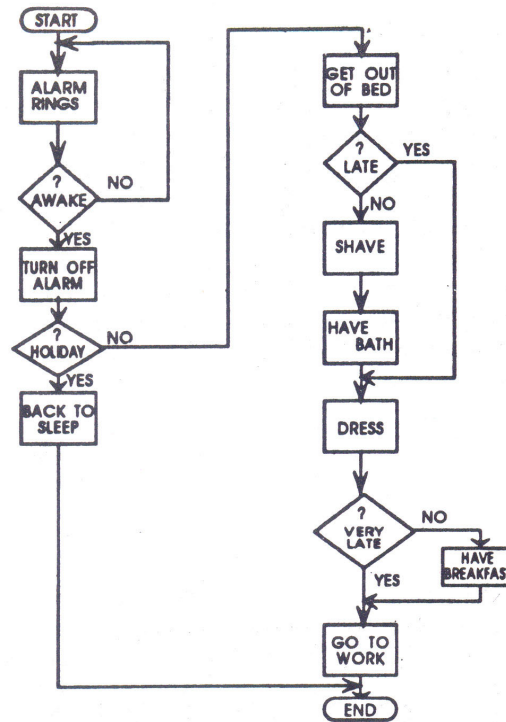 START
ALARM
RINGS
?
AWAKE
NO
YES
TURN OFF
ALARM
?
HOLIDAY
NO
YES
BACK TO
SLEEP
GET OUT
OF BED
?
LATE
YES
NO
SHAVE
HAVE
BATH
DRESS
?
VERY
LATE
NO
YES
HAVE
BREAKFAST
GO TO
WORK
END